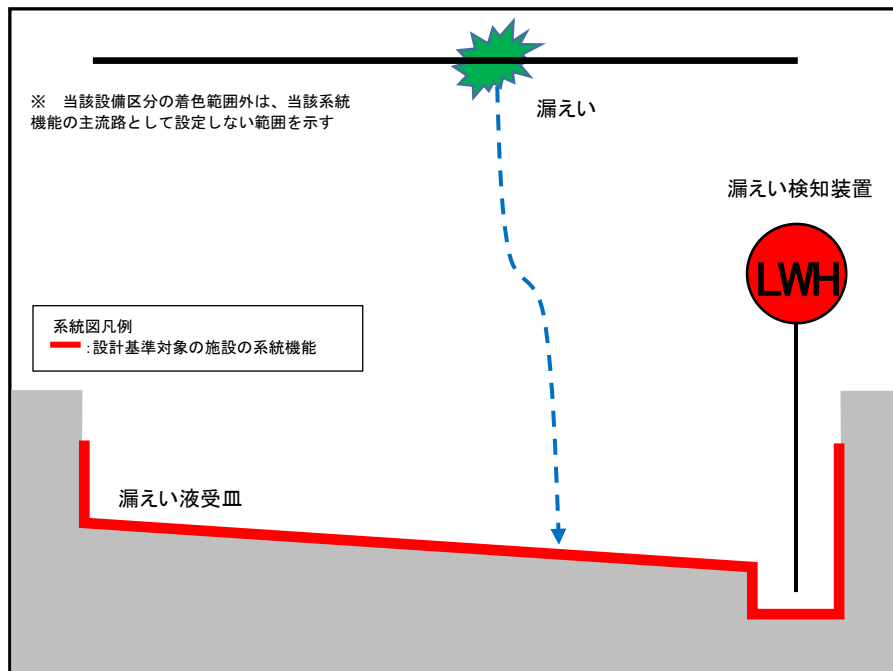 漏えい
※　当該設備区分の着色範囲外は、当該系統
機能の主流路として設定しない範囲を示す
漏えい検知装置
LWH
系統図凡例
：設計基準対象の施設の系統機能
漏えい液受皿